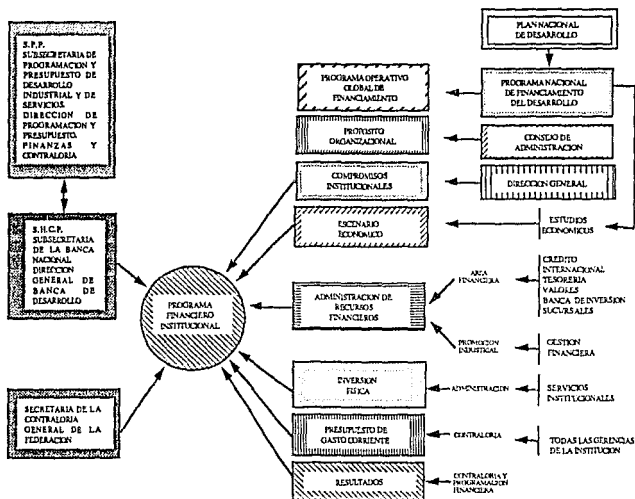 S.P.P.
SUBSECRETARIA DE
PROGRAMACION Y
PRESUPUESTO DE
DESARROLLO
INDUSTRIAL Y DE
SERVICIOS.
DIRECCION DE
PROGRAMACION Y
PRESUPUESTO.
FINANZAS Y
CONTRALORIA
S.H.C.P.
SUBSECRETARIA
DE LA BANCA
NACIONAL
DIRECCION
GENERAL DE
BANCA DE
DESARROLLO
SECRETARIA DE LA
CONTRALORIA
GENERAL DE LA
FEDERACION
PROGRAMA
FINANCIERO
INSTITUCIONAL
PLAN NACIONAL
DE DESARROLLO
PROGRAMA OPERATIVO
GLOBAL DE
FINANCIAMIENTO
PROGRAMA NACIONAL
DE FINANCIAMIENTO
DEL DESARROLLO
PROPOSITO
ORGANIZACIONAL
CONSEJO DE
ADMINISTRACION
COMPROMISOS
INSTITUCIONALES
DIRECCION GENERAL
ESCENARIO
ECONOMICO
ESTUDIOS
ECONOMICOS
ADMINISTRACION DE
RECURSOS
FINANCIEROS
AREA
FINANCIERA
CREDITO
INTERNACIONAL
TESORERIA
VALORES
BANCA DE INVERSION
SUCURSALES
PROMOCION
INDUSTRIAL
GESTION
FINANCIERA
INVERSION
FISICA
ADMINISTRACION
SERVICIOS
INSTITUCIONALES
PRESUPUESTO DE
GASTO CORRIENTE
CONTRALORIA
TODAS LAS GERENCIAS
DE LA INSTITUCION
RESULTADOS
CONTRALORIA Y
PROGRAMACION
FINANCIERA